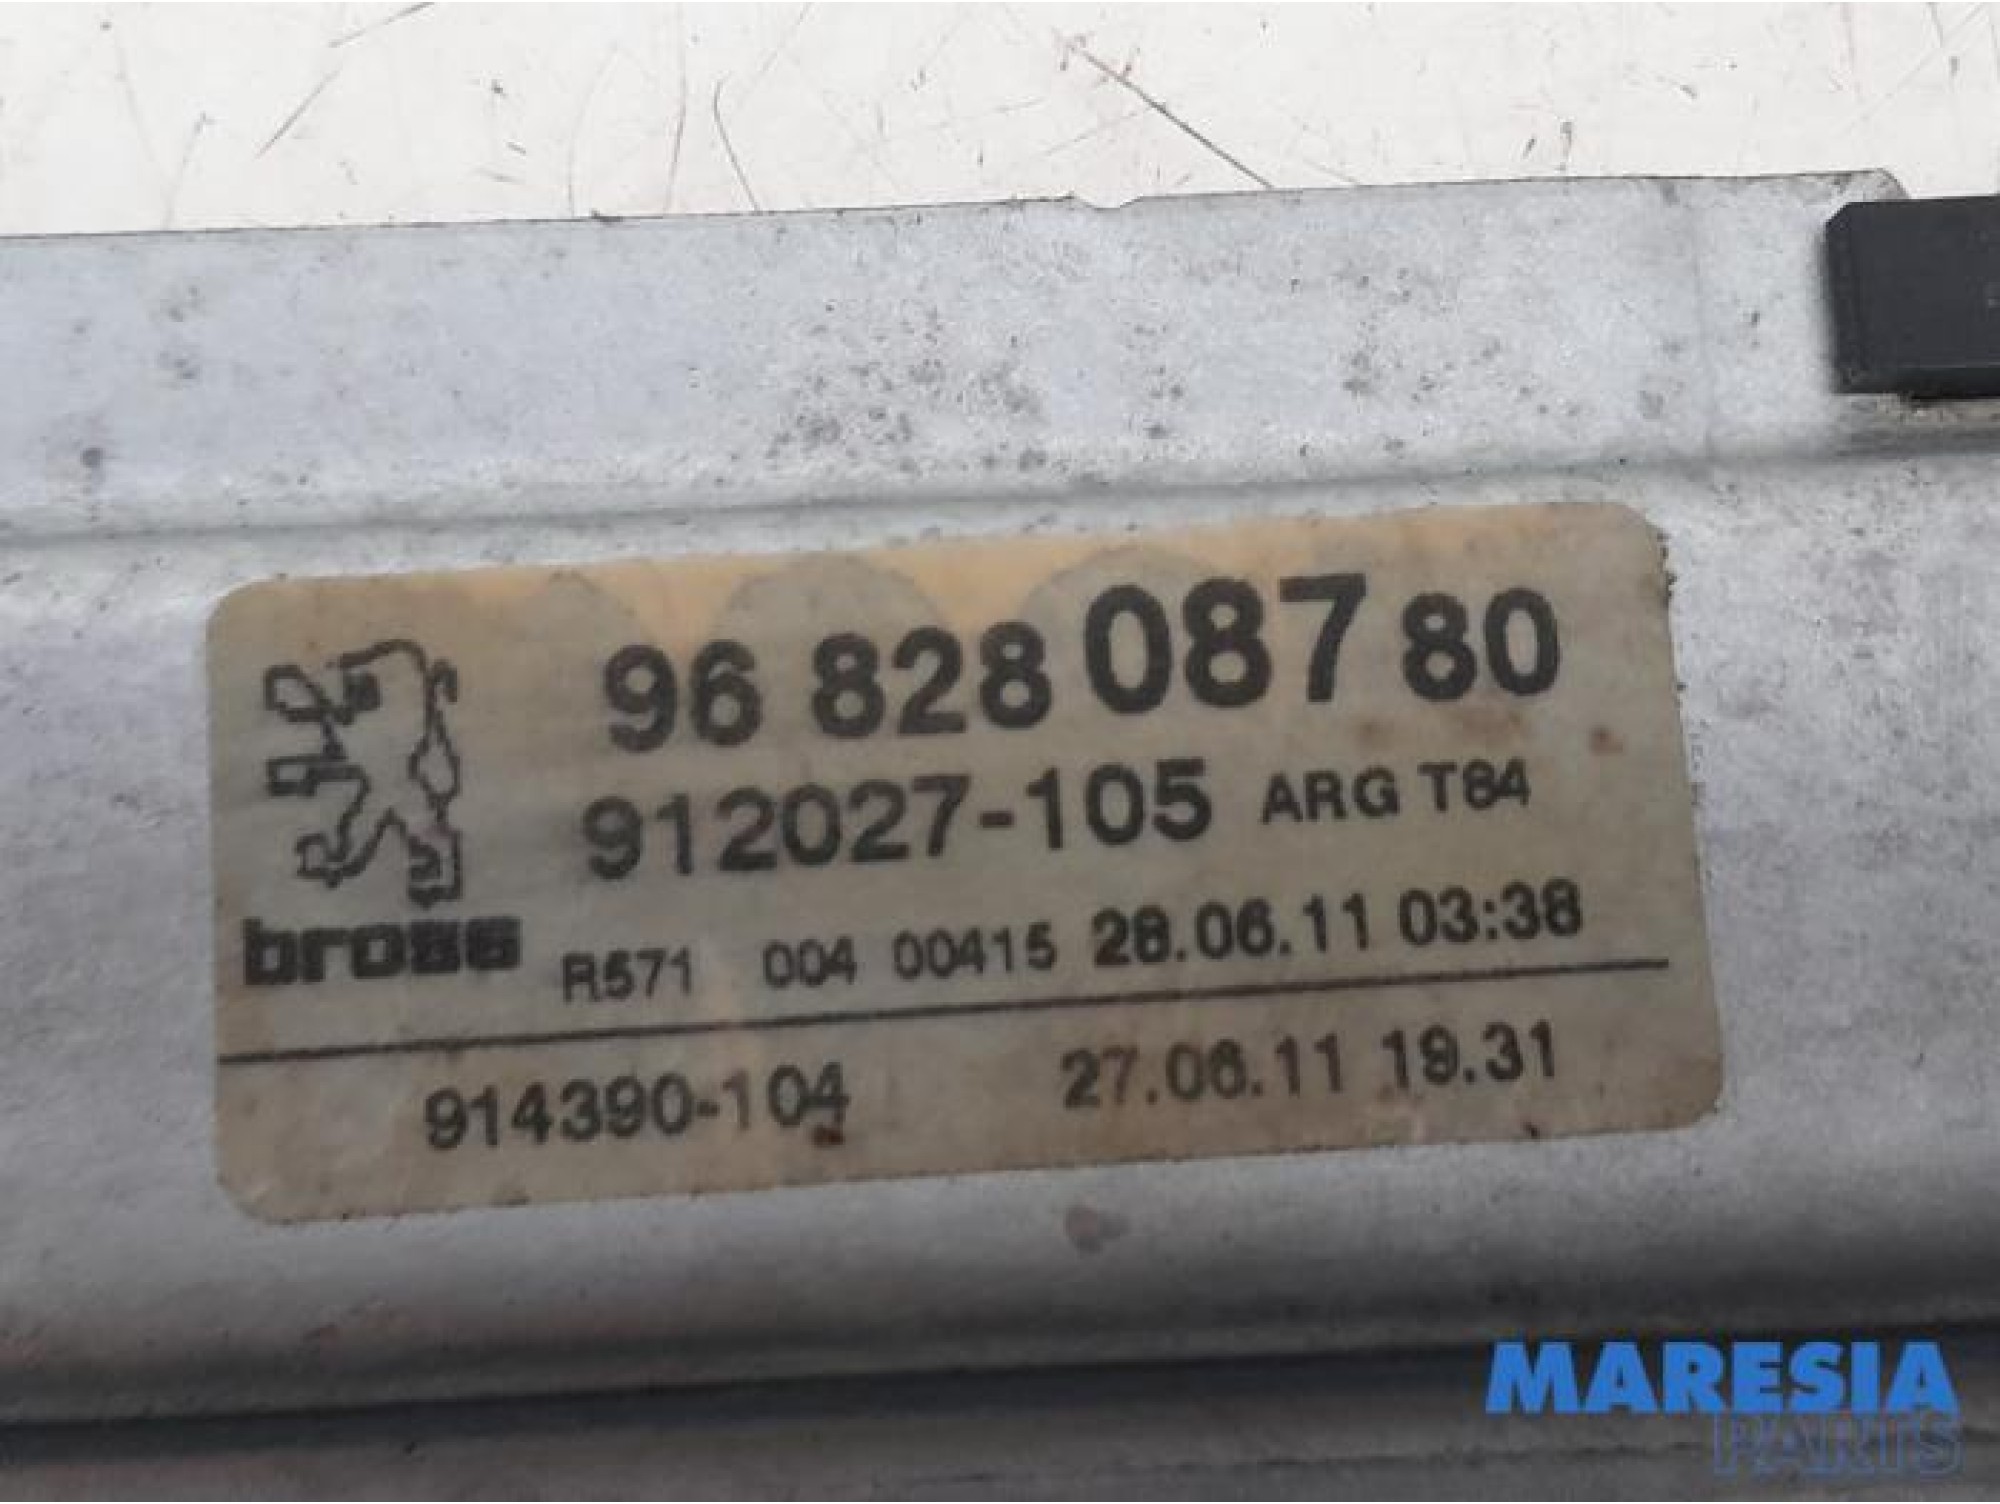 96 828 087 80
912027-105 ARG T84
brose R571 004 00415 28.06.11 03:38
914390-104 27.06.11 19.31
MARESIA
PARTS